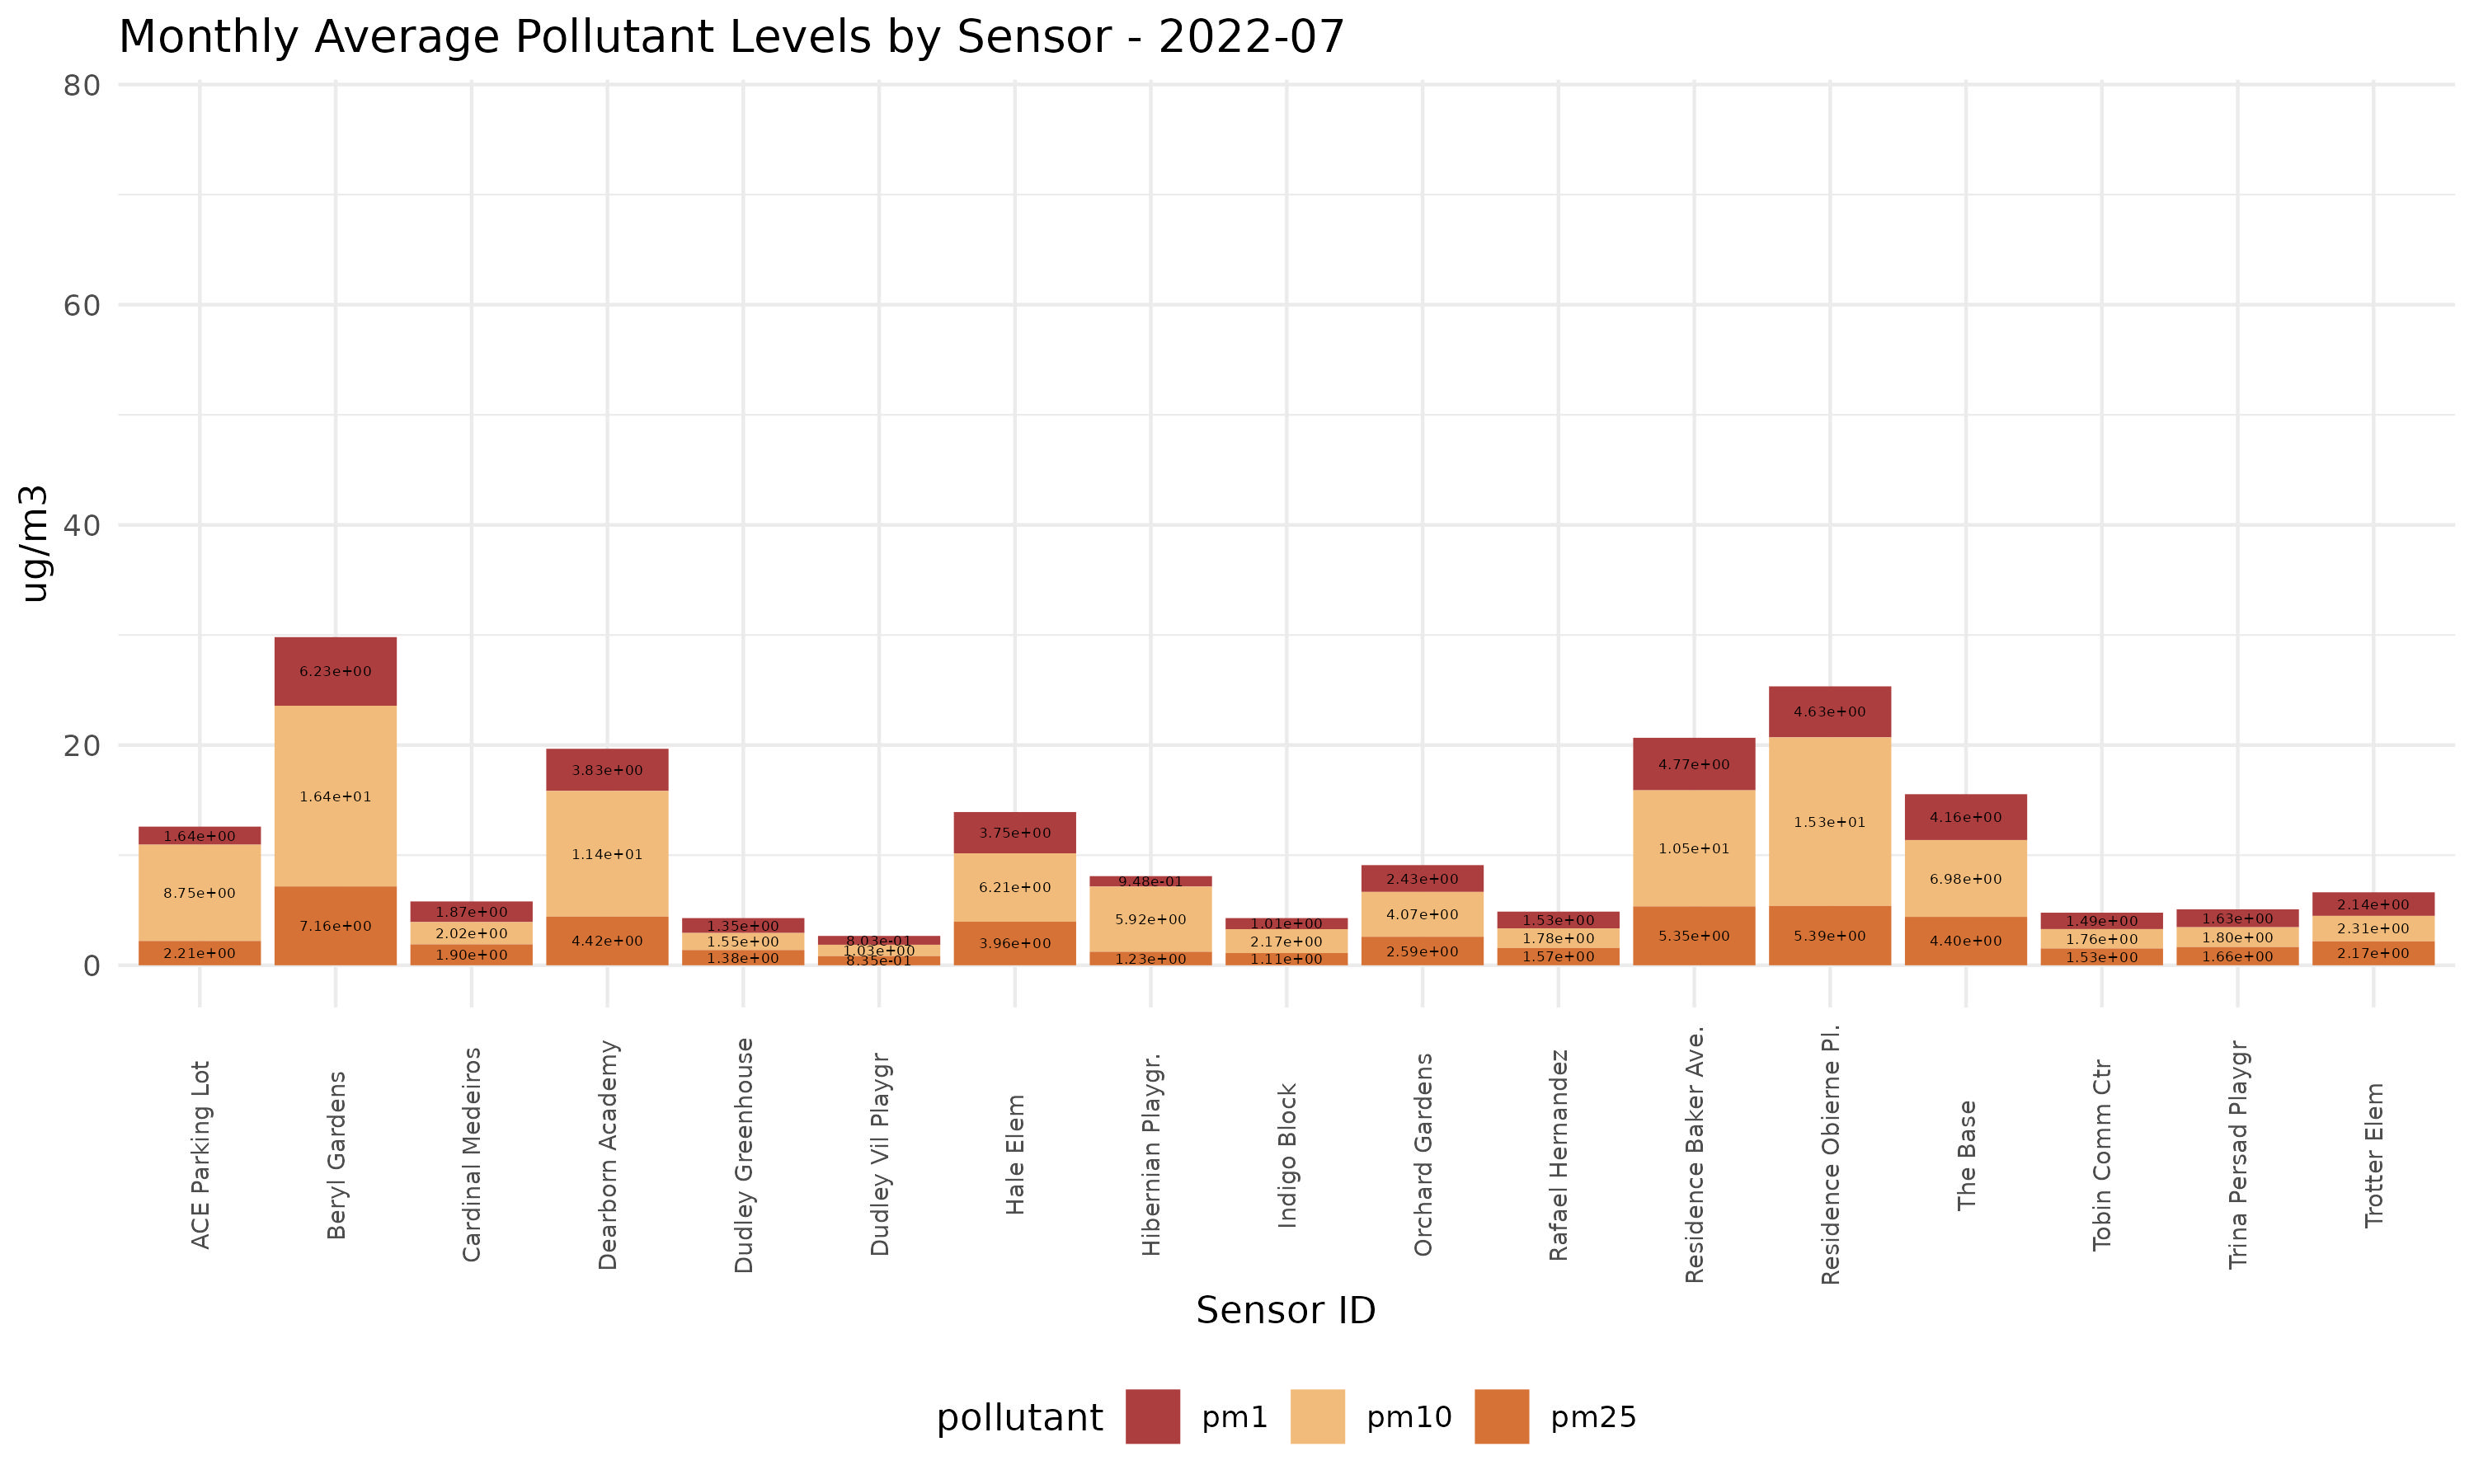 Monthly Average Pollutant Levels by Sensor - 2022-07
80
60
40
20
0
ug/m3
1.64e+00
8.75e+00
2.21e+00
6.23e+00
1.64e+01
7.16e+00
1.87e+00
2.02e+00
1.90e+00
3.83e+00
1.14e+01
4.42e+00
1.35e+00
1.55e+00
1.38e+00
8.03e-01
1.03e+00
8.35e-01
3.75e+00
6.21e+00
3.96e+00
9.48e-01
5.92e+00
1.23e+00
1.01e+00
2.17e+00
1.11e+00
2.43e+00
4.07e+00
2.59e+00
1.53e+00
1.78e+00
1.57e+00
4.77e+00
1.05e+01
5.35e+00
4.63e+00
1.53e+01
5.39e+00
4.16e+00
6.98e+00
4.40e+00
1.49e+00
1.76e+00
1.53e+00
1.63e+00
1.80e+00
1.66e+00
2.14e+00
2.31e+00
2.17e+00
ACE Parking Lot
Beryl Gardens
Cardinal Medeiros
Dearborn Academy
Dudley Greenhouse
Dudley Vil Playgr
Hale Elem
Hibernian Playgr.
Indigo Block
Orchard Gardens
Rafael Hernandez
Residence Baker Ave.
Residence Obierne Pl.
The Base
Tobin Comm Ctr
Trina Persad Playgr
Trotter Elem
Sensor ID
pollutant pm1 pm10 pm25